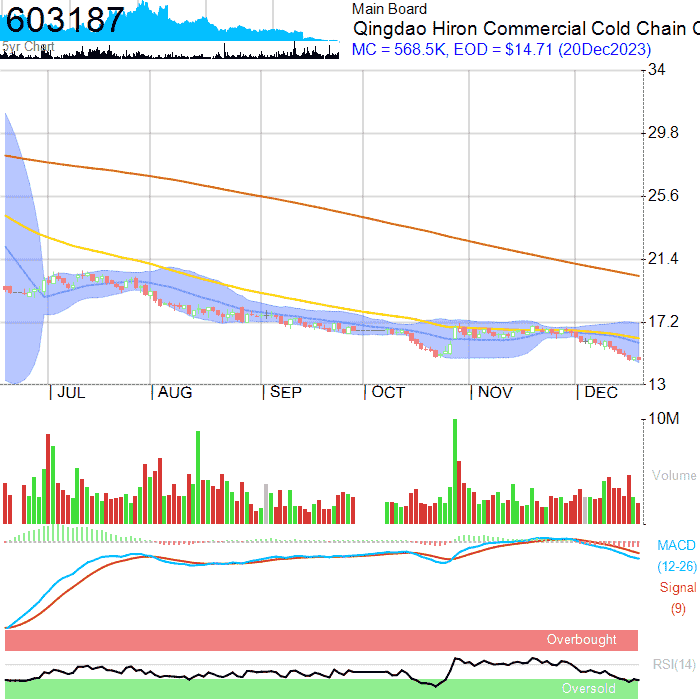 603187
5yr Chart
Main Board
Qingdao Hiron Commercial Cold Chain C
MC = 568.5K, EOD = $14.71 (20Dec2023)
34
29.8
25.6
21.4
17.2
13
JUL AUG SEP OCT NOV DEC
10M
Volume
MACD
(12-26)
Signal
(9)
Overbought
RSI(14)
Oversold